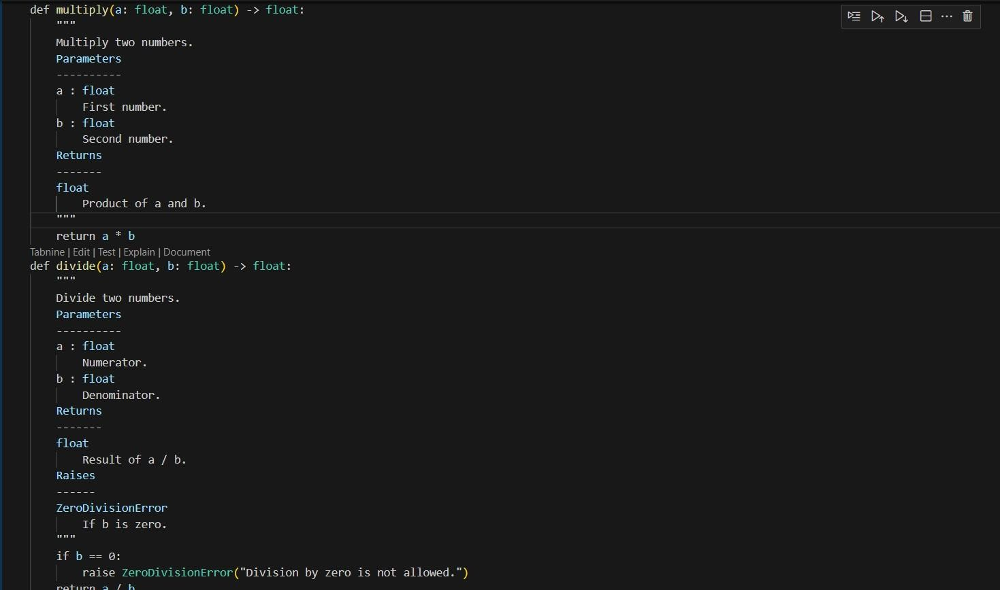 def multiply(a: float, b: float) -> float:
"""
Multiply two numbers.
Parameters
----------
a : float
First number.
b : float
Second number.
Returns
-------
float
Product of a and b.
"""
return a * b
Tabnine | Edit | Test | Explain | Document
def divide(a: float, b: float) -> float:
"""
Divide two numbers.
Parameters
----------
a : float
Numerator.
b : float
Denominator.
Returns
-------
float
Result of a / b.
Raises
------
ZeroDivisionError
If b is zero.
"""
if b == 0:
raise ZeroDivisionError("Division by zero is not allowed.")
return a / b